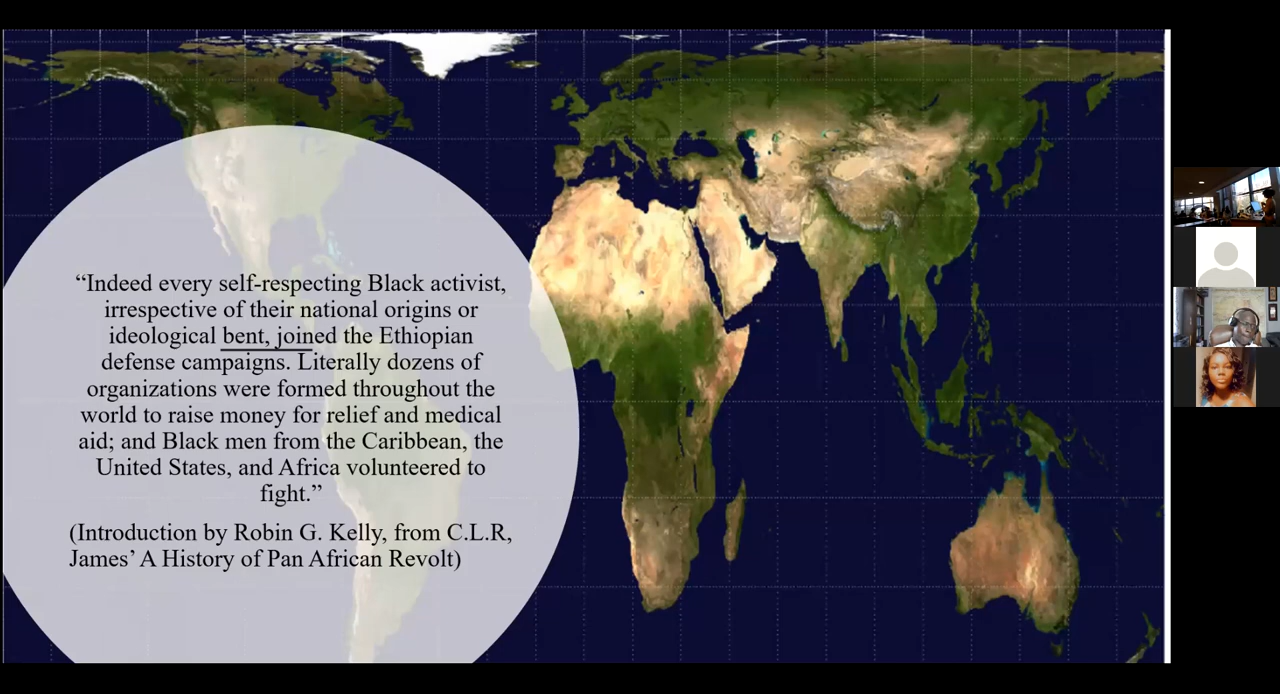 “Indeed every self-respecting Black activist,
irrespective of their national origins or
ideological bent, joined the Ethiopian
defense campaigns. Literally dozens of
organizations were formed throughout the
world to raise money for relief and medical
aid; and Black men from the Caribbean, the
United States, and Africa volunteered to
fight.”
(Introduction by Robin G. Kelly, from C.L.R,
James’ A History of Pan African Revolt)